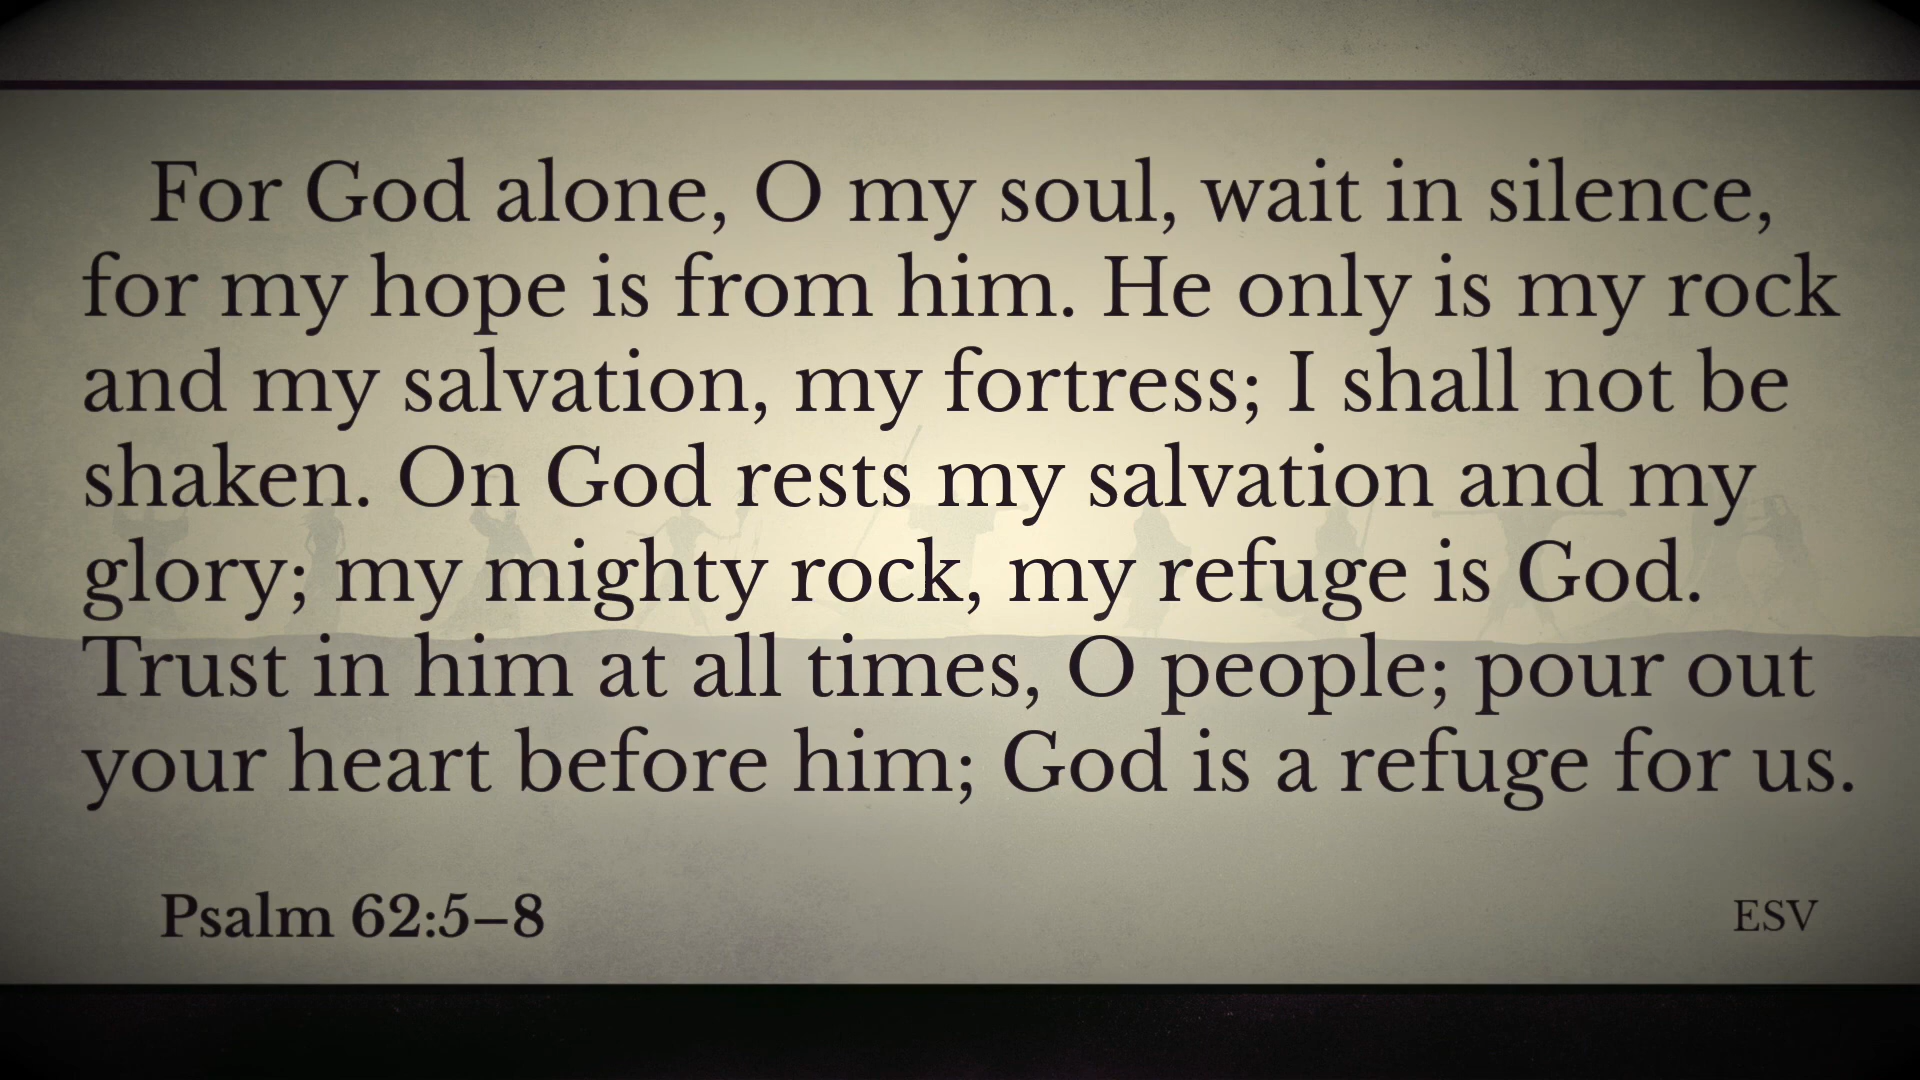 For God alone, O my soul, wait in silence,
for my hope is from him. He only is my rock
and my salvation, my fortress; I shall not be
shaken. On God rests my salvation and my
glory; my mighty rock, my refuge is God.
Trust in him at all times, O people; pour out
your heart before him; God is a refuge for us.
Psalm 62:5–8
ESV